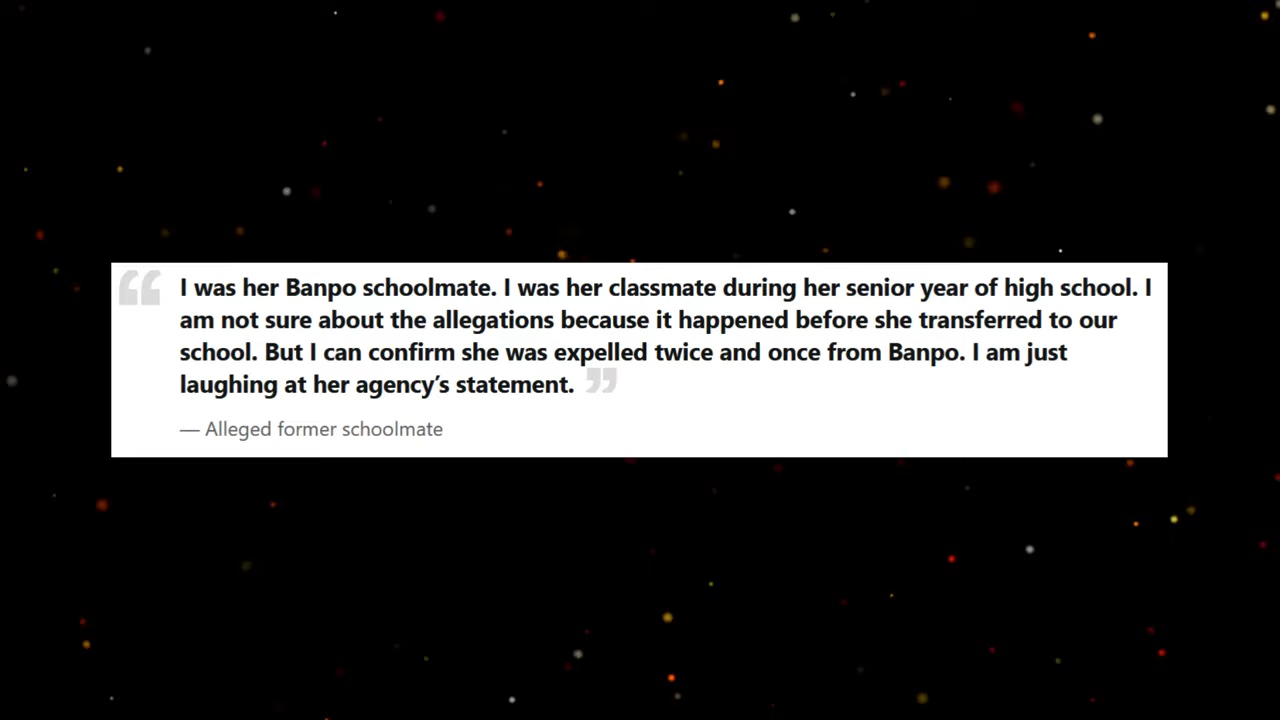 “
I was her Banpo schoolmate. I was her classmate during her senior year of high school. I
am not sure about the allegations because it happened before she transferred to our
school. But I can confirm she was expelled twice and once from Banpo. I am just
laughing at her agency’s statement. ”
— Alleged former schoolmate